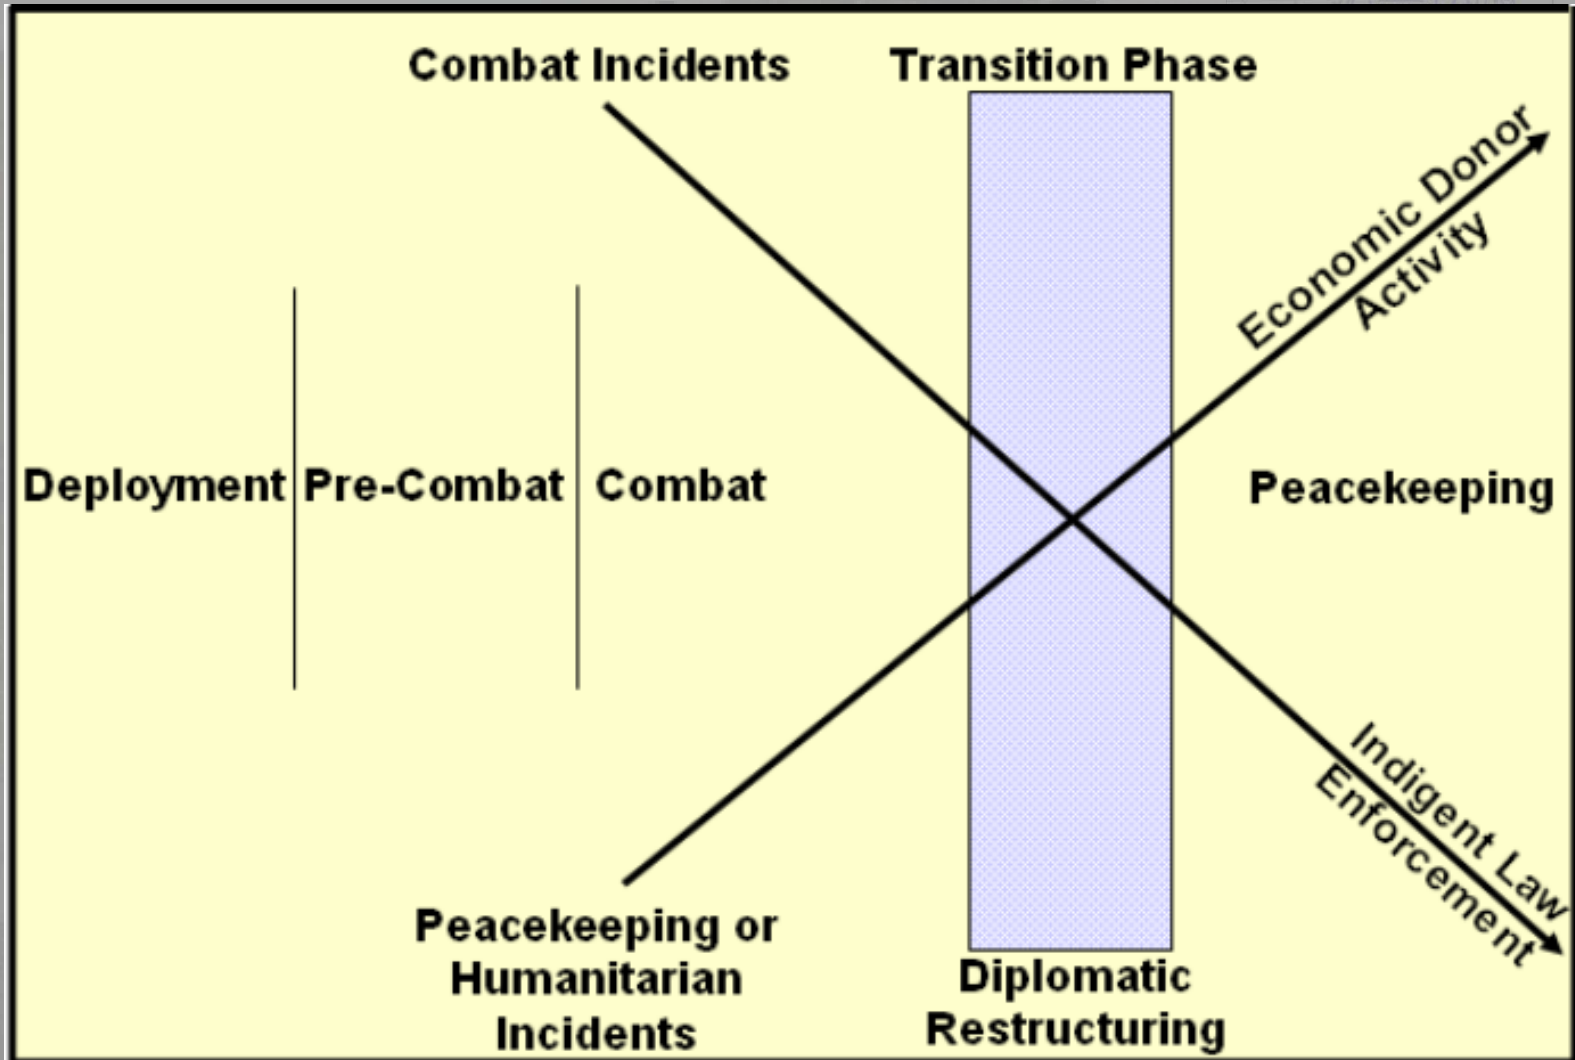 Combat Incidents
Transition Phase
Economic Donor
Activity
Deployment
Pre-Combat
Combat
Peacekeeping
Indigent Law
Enforcement
Peacekeeping or
Humanitarian
Incidents
Diplomatic
Restructuring